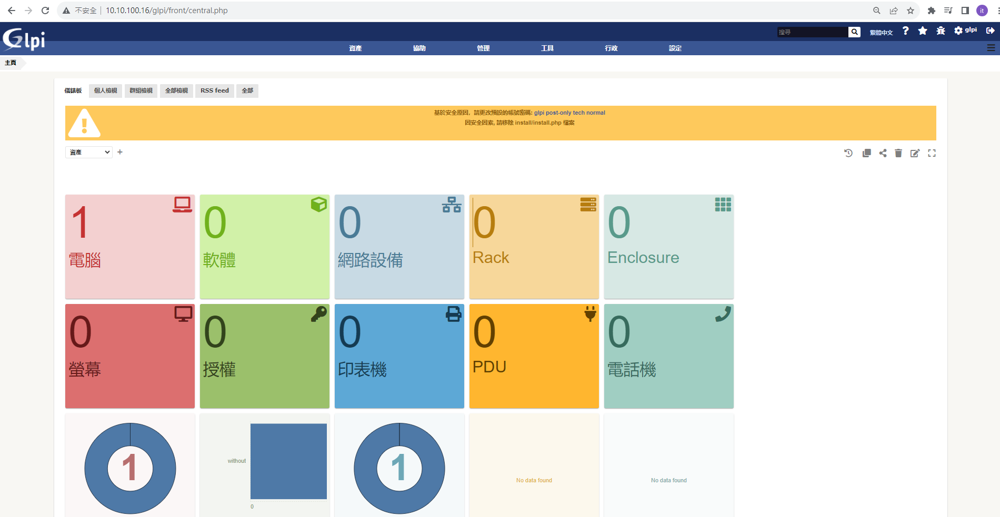 不安全 10.10.100.16/glpi/front/central.php
it
Glpi
搜尋
繁體中文
glpi
資產 協助 管理 工具 行政 設定
主頁
儀錶板 個人檢視 群組檢視 全部檢視 RSS feed 全部
基於安全原因，請更改預設的帳號密碼: glpi post-only tech normal
因安全因素, 請移除 install/install.php 檔案
資產
1
電腦
0
軟體
0
網路設備
0
Rack
0
Enclosure
0
螢幕
0
授權
0
印表機
0
PDU
0
電話機
1
without
0
1
No data found
No data found